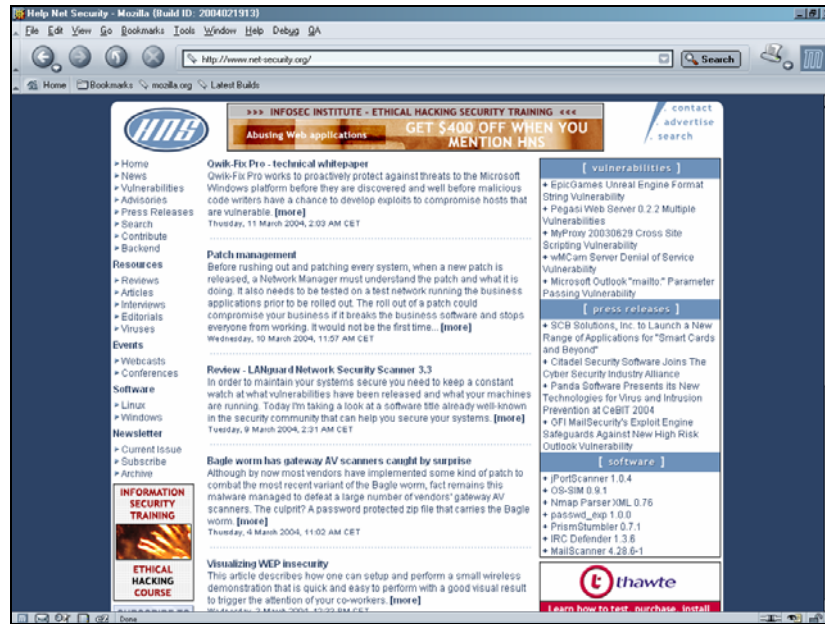 Help Net Security - Mozilla {Build ID: 2004021913}
File Edit View Go Bookmarks Tools Window Help Debug QA
http://www.net-security.org/
Search
Home Bookmarks mozilla.org Latest Builds
HNS
>>> INFOSEC INSTITUTE - ETHICAL HACKING SECURITY TRAINING <<<
Abusing Web applications
GET $400 OFF WHEN YOU
MENTION HNS
contact
advertise
search
Home
News
Vulnerabilities
Advisories
Press Releases
Search
Contribute
Backend
Resources
Reviews
Articles
Interviews
Editorials
Viruses
Events
Webcasts
Conferences
Software
Linux
Windows
Newsletter
Current Issue
Subscribe
Archive
INFORMATION
SECURITY
TRAINING
ETHICAL
HACKING
COURSE
SUBSCRIBE TO
Qwik-Fix Pro - technical whitepaper
Qwik-Fix Pro works to proactively protect against threats to the Microsoft
Windows platform before they are discovered and well before malicious
code writers have a chance to develop exploits to compromise hosts that
are vulnerable. [more]
Thursday, 11 March 2004, 2:03 AM CET
Patch management
Before rushing out and patching every system, when a new patch is
released, a Network Manager must understand the patch and what it is
doing. It also needs to be tested on a test network running the business
applications prior to be rolled out. The roll out of a patch could
compromise your business if it breaks the business software and stops
everyone from working. It would not be the first time... [more]
Wednesday, 10 March 2004, 11:57 AM CET
Review - LANguard Network Security Scanner 3.3
In order to maintain your systems secure you need to keep a constant
watch at what vulnerabilities have been released and what your machines
are running. Today I'm taking a look at a software title already well-known
in the security community that can help you secure your systems. [more]
Tuesday, 9 March 2004, 2:31 AM CET
Bagle worm has gateway AV scanners caught by surprise
Although by now most vendors have implemented some kind of patch to
combat the most recent variant of the Bagle worm, fact remains this
malware managed to defeat a large number of vendors' gateway AV
scanners. The culprit? A password protected zip file that carries the Bagle
worm. [more]
Thursday, 4 March 2004, 11:02 AM CET
Visualizing WEP insecurity
This article describes how one can setup and perform a small wireless
demonstration that is quick and easy to perform with a good visual result
to trigger the attention of your co-workers. [more]
Wednesday, 3 March 2004, CET
[ vulnerabilities ]
+ EpicGames Unreal Engine Format
String Vulnerability
+ Pegasi Web Server 0.2.2 Multiple
Vulnerabilities
+ MyProxy 20030629 Cross Site
Scripting Vulnerability
+ wMCam Server Denial of Service
Vulnerability
+ Microsoft Outlook "mailto:" Parameter
Passing Vulnerability
[ press releases ]
+ SCB Solutions, Inc. to Launch a New
Range of Applications for "Smart Cards
and Beyond"
+ Citadel Security Software Joins The
Cyber Security Industry Alliance
+ Panda Software Presents its New
Technologies for Virus and Intrusion
Prevention at CeBIT 2004
+ GFI MailSecurity's Exploit Engine
Safeguards Against New High Risk
Outlook Vulnerability
[ software ]
+ jPortScanner 1.0.4
+ OS-SIM 0.9.1
+ Nmap Parser XML 0.76
+ passwd_exp 1.0.0
+ PrismStumbler 0.7.1
+ IRC Defender 1.3.6
+ MailScanner 4.28.6-1
thawte
Learn how to test, purchase, install
Done